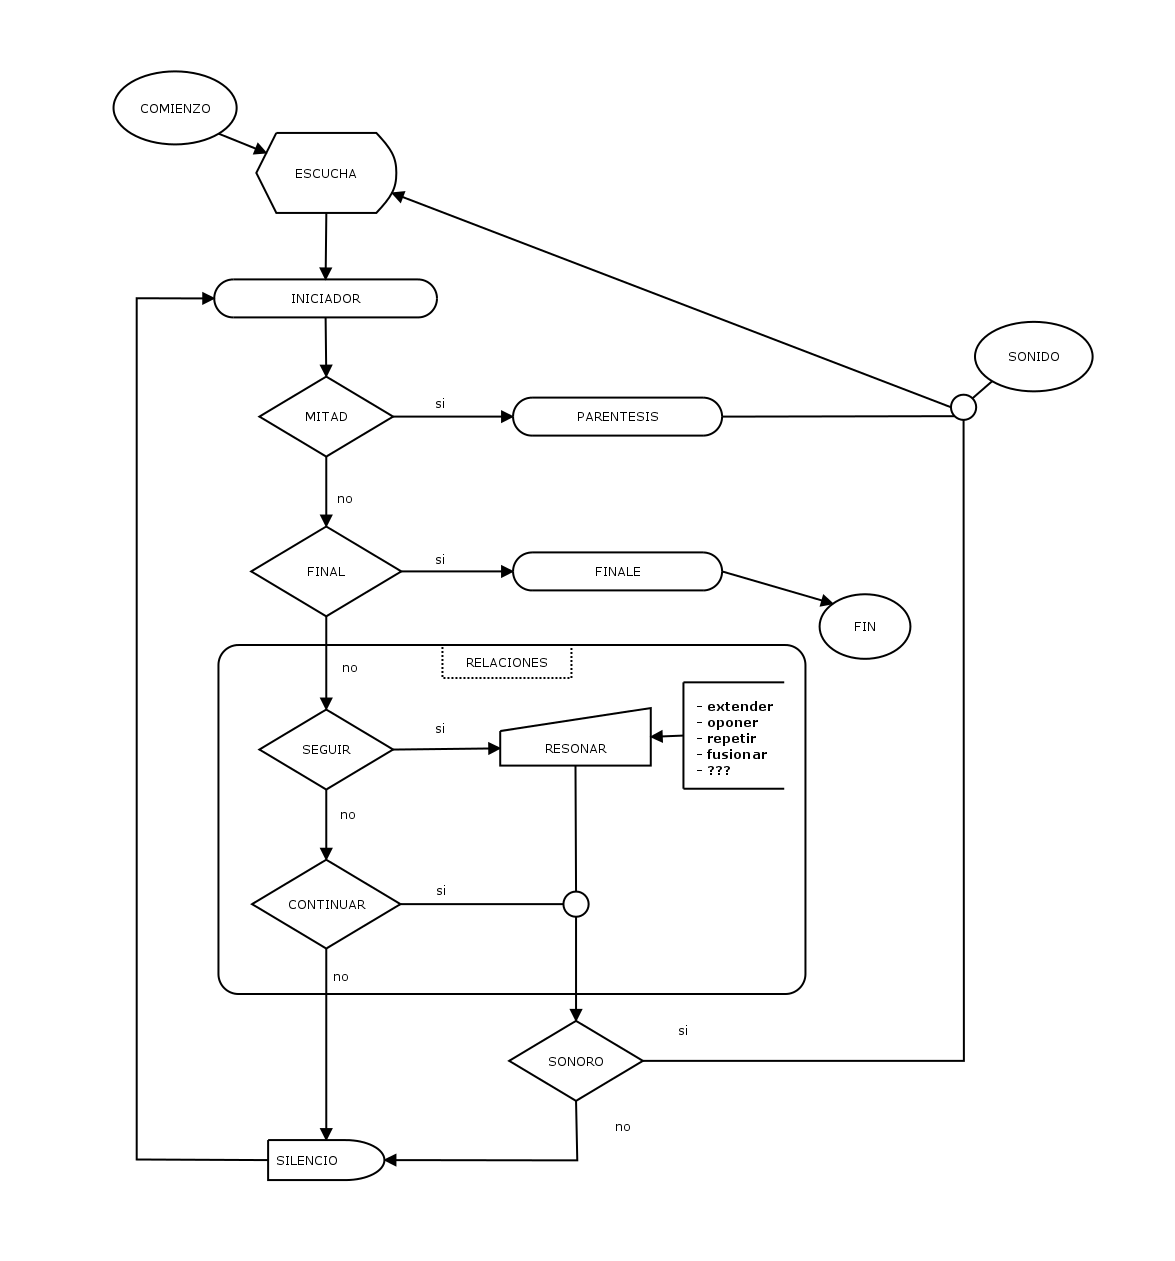 COMIENZO
ESCUCHA
INICIADOR
SONIDO
MITAD
si
PARENTESIS
no
FINAL
si
FINALE
FIN
no
RELACIONES
SEGUIR
si
RESONAR
- extender
- oponer
- repetir
- fusionar
- ???
no
CONTINUAR
si
no
SONORO
si
no
SILENCIO